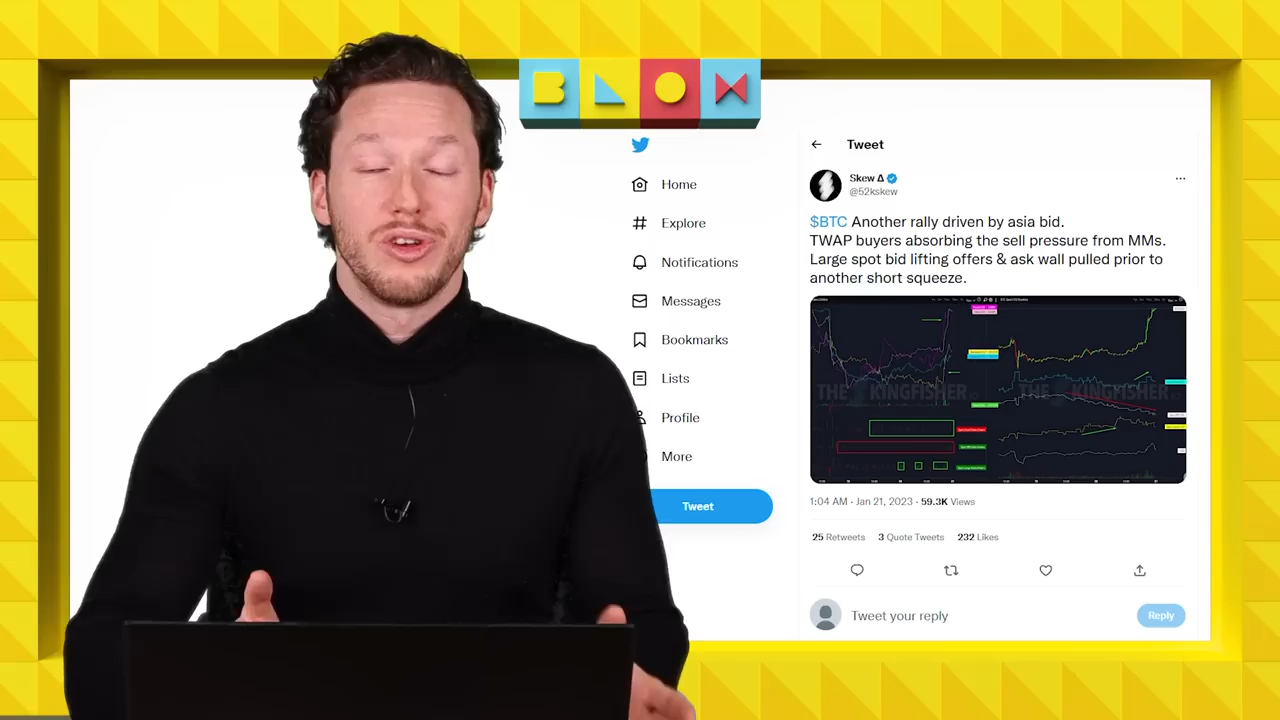 BLOX
Home
Explore
Notifications
Messages
Bookmarks
Lists
Profile
More
Tweet
Tweet
Skew Δ
@52kskew
$BTC Another rally driven by asia bid.
TWAP buyers absorbing the sell pressure from MMs.
Large spot bid lifting offers & ask wall pulled prior to
another short squeeze.
THE KINGFISHER
THE KINGFISHER
1:04 AM · Jan 21, 2023 · 59.3K Views
25 Retweets 3 Quote Tweets 232 Likes
Tweet your reply
Reply